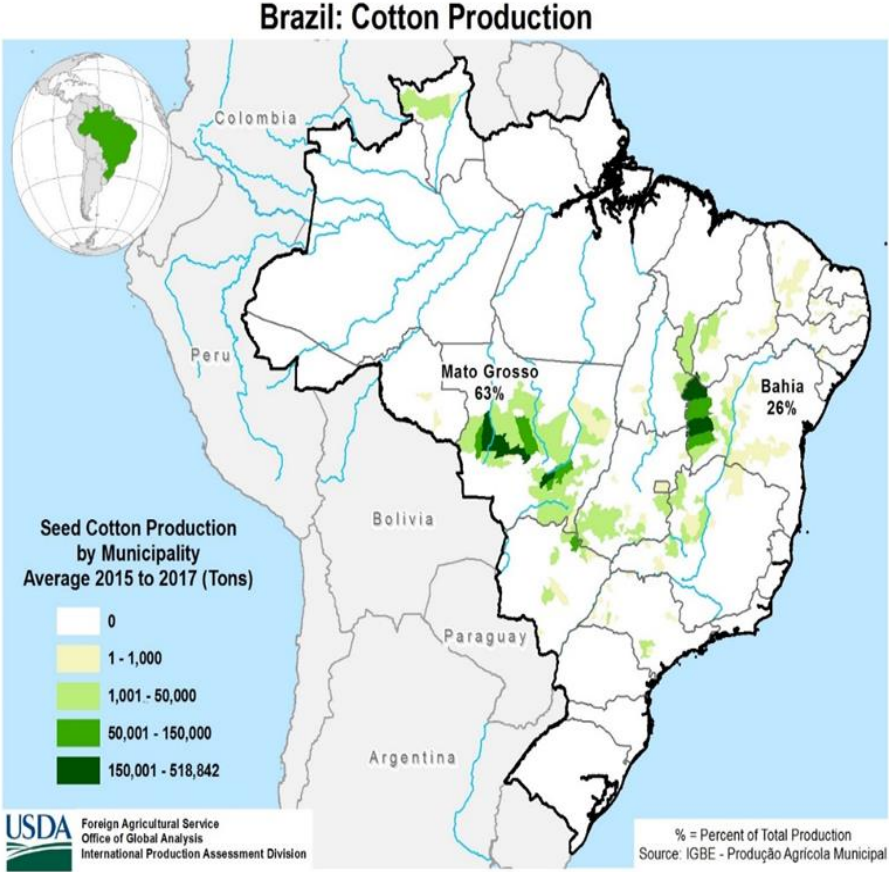 Brazil: Cotton Production
Colombia
Peru
Mato Grosso
63%
Bahia
26%
Bolivia
Paraguay
Argentina
Seed Cotton Production
by Municipality
Average 2015 to 2017 (Tons)
0
1 - 1,000
1,001 - 50,000
50,001 - 150,000
150,001 - 518,842
USDA
Foreign Agricultural Service
Office of Global Analysis
International Production Assessment Division
% = Percent of Total Production
Source: IGBE - Produção Agrícola Municipal